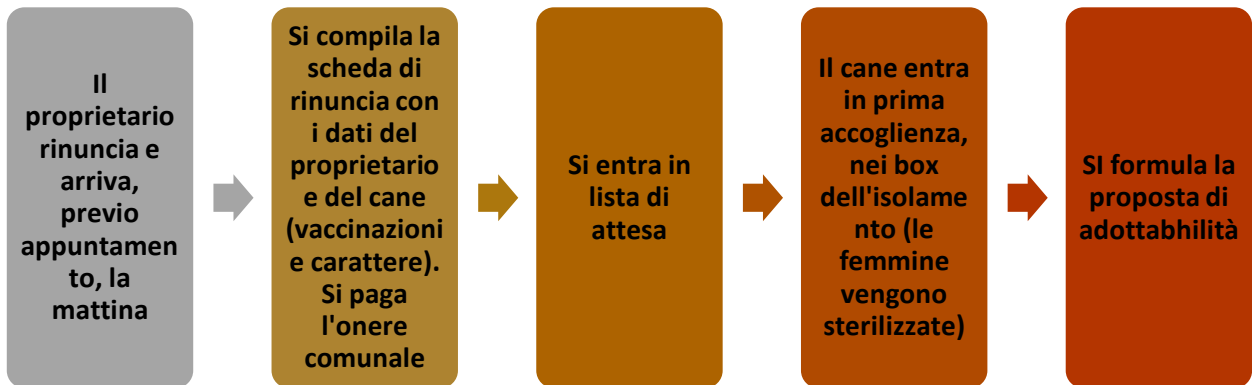 Il
proprietario
rinuncia e
arriva,
previo
appuntamen
to, la
mattina
Si compila la
scheda di
rinuncia con
i dati del
proprietario
e del cane
(vaccinazioni
e carattere).
Si paga
l'onere
comunale
Si entra in
lista di
attesa
Il cane entra
in prima
accoglienza,
nei box
dell'isolame
nto (le
femmine
vengono
sterilizzate)
SI formula la
proposta di
adottabhilità